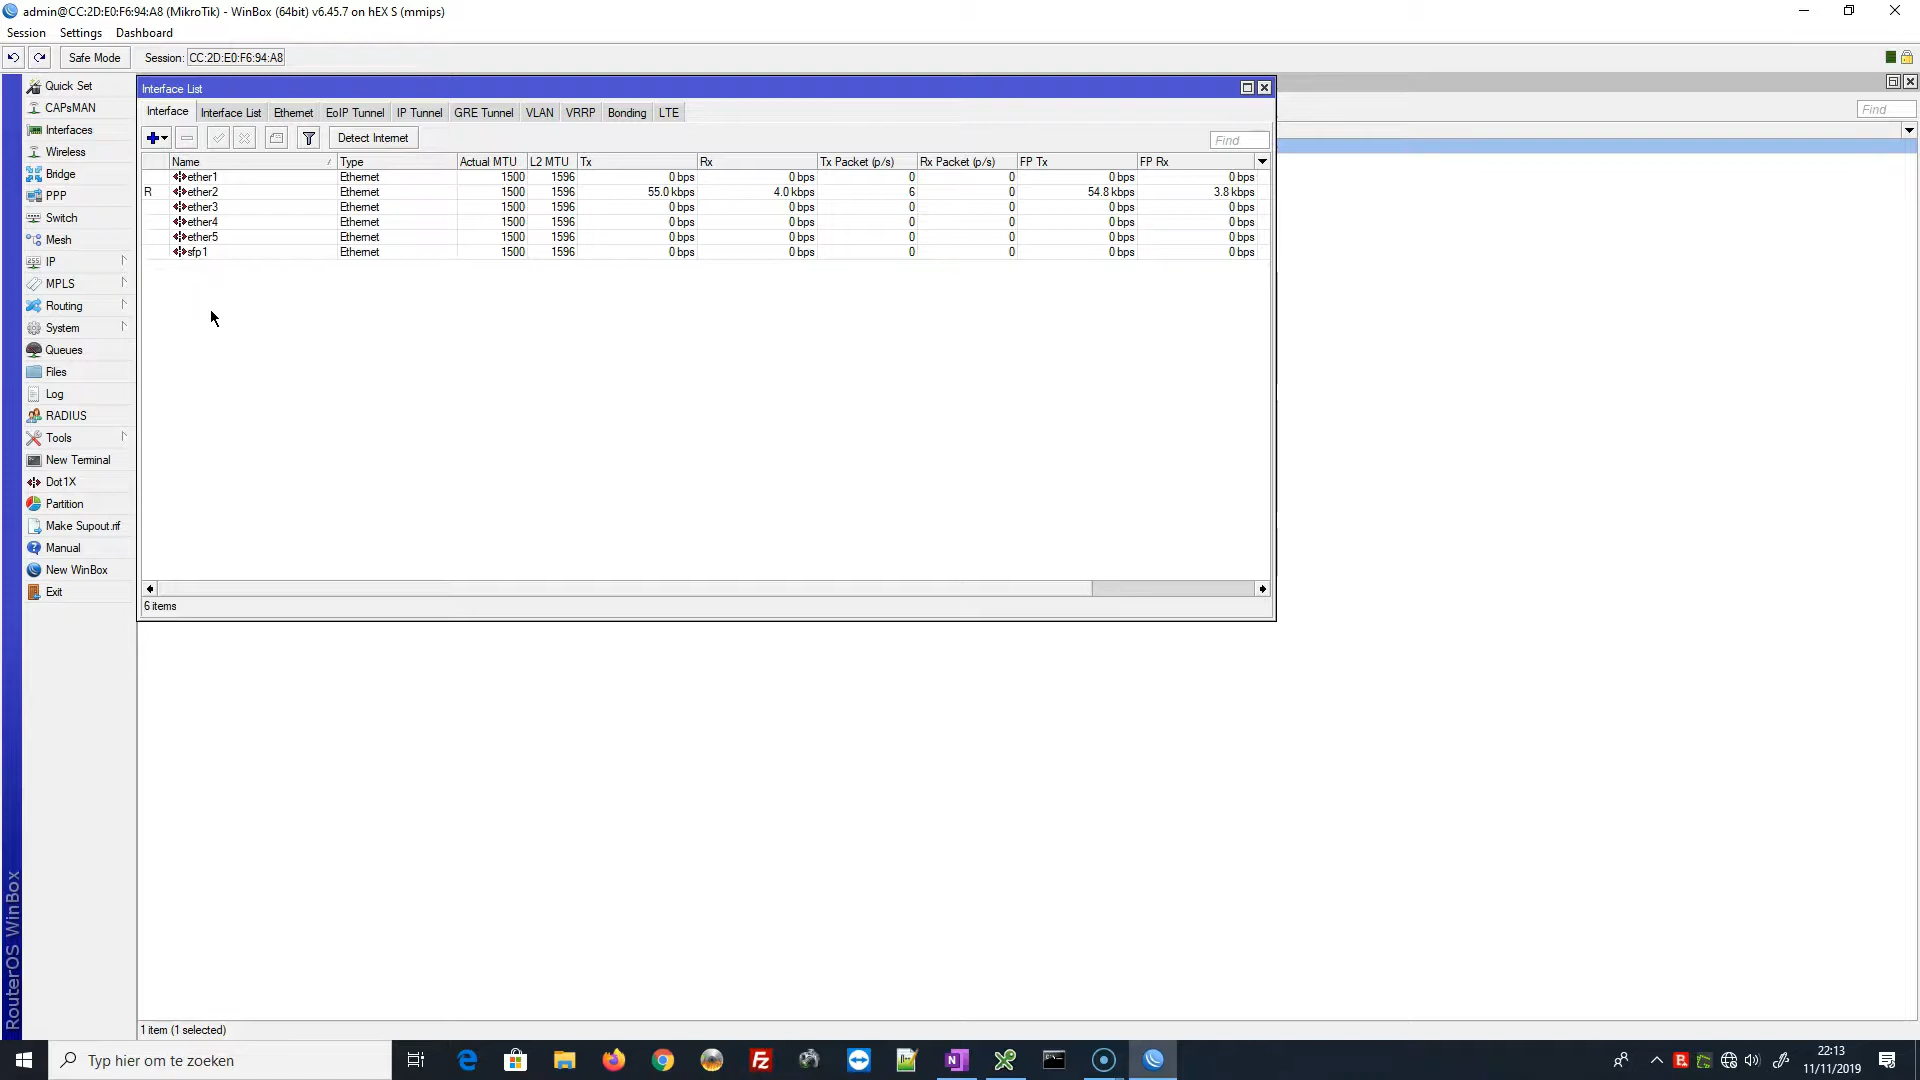 admin@CC:2D:E0:F6:94:A8 (MikroTik) - WinBox (64bit) v6.45.7 on hEX S (mmips)
Session Settings Dashboard
Safe Mode Session: CC:2D:E0:F6:94:A8
Quick Set
CAPsMAN
Interfaces
Wireless
Bridge
PPP
Switch
Mesh
IP
MPLS
Routing
System
Queues
Files
Log
RADIUS
Tools
New Terminal
Dot1X
Partition
Make Supout.rif
Manual
New WinBox
Exit
RouterOS WinBox
Interface List
Interface Interface List Ethernet EoIP Tunnel IP Tunnel GRE Tunnel VLAN VRRP Bonding LTE
Detect Internet Find
Name Type Actual MTU L2 MTU Tx Rx Tx Packet (p/s) Rx Packet (p/s) FP Tx FP Rx
ether1 Ethernet 1500 1596 0 bps 0 bps 0 0 0 bps 0 bps
R ether2 Ethernet 1500 1596 55.0 kbps 4.0 kbps 6 0 54.8 kbps 3.8 kbps
ether3 Ethernet 1500 1596 0 bps 0 bps 0 0 0 bps 0 bps
ether4 Ethernet 1500 1596 0 bps 0 bps 0 0 0 bps 0 bps
ether5 Ethernet 1500 1596 0 bps 0 bps 0 0 0 bps 0 bps
sfp1 Ethernet 1500 1596 0 bps 0 bps 0 0 0 bps 0 bps
6 items
Find
1 item (1 selected)
Typ hier om te zoeken
22:13
11/11/2019